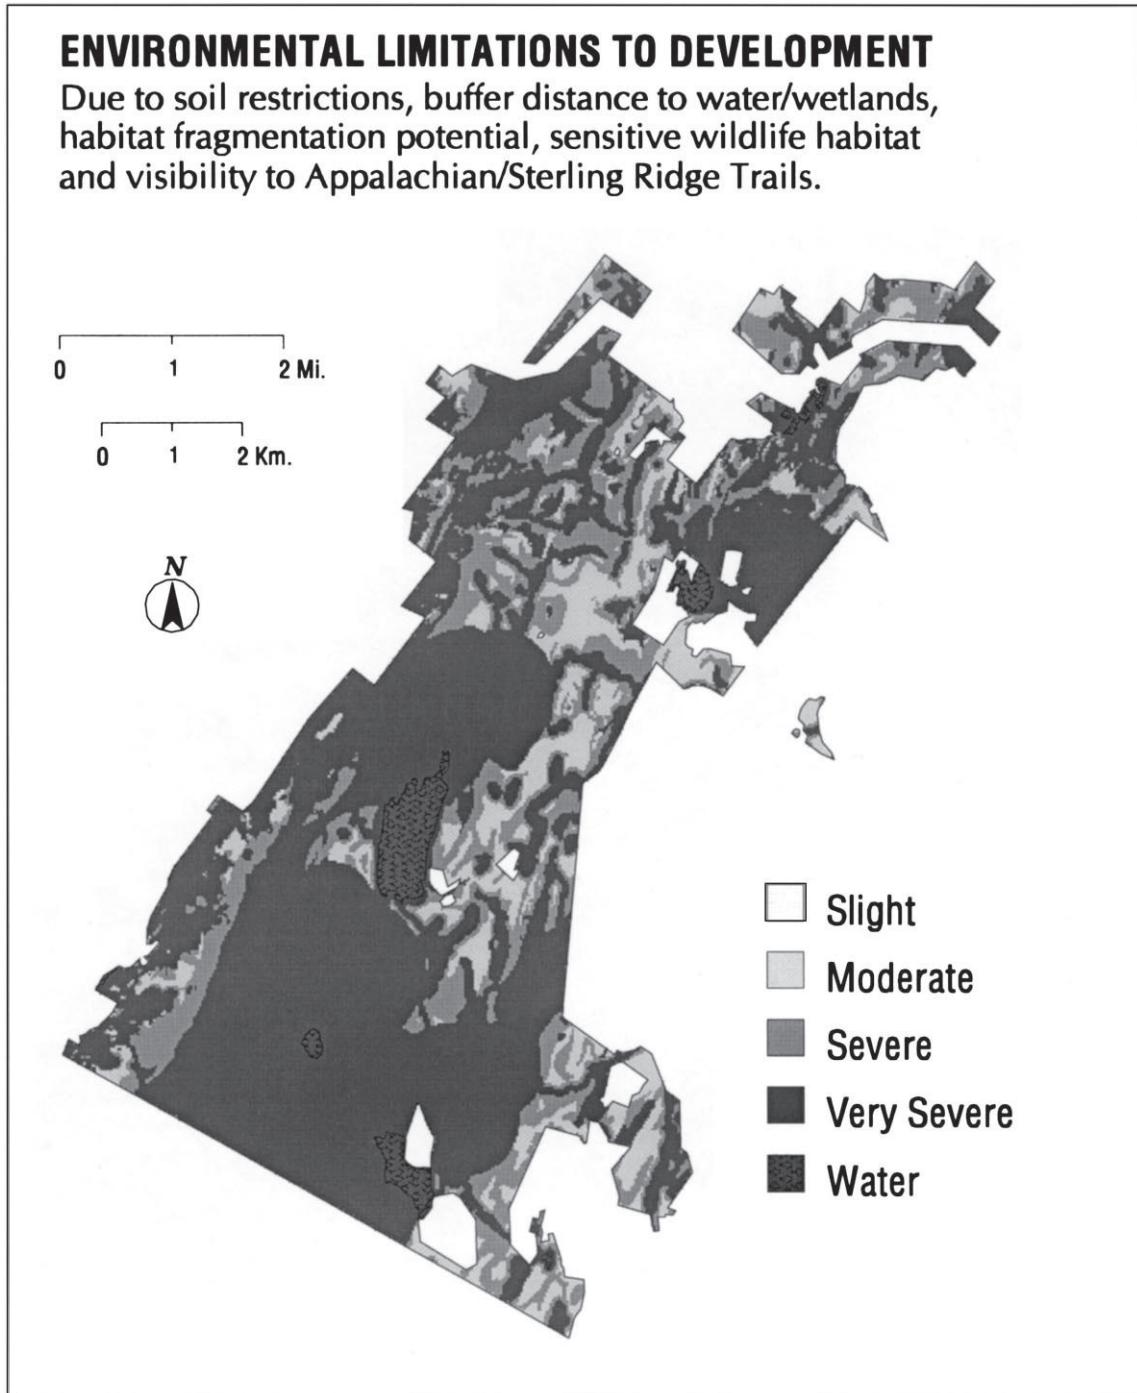 ENVIRONMENTAL LIMITATIONS TO DEVELOPMENT
Due to soil restrictions, buffer distance to water/wetlands,
habitat fragmentation potential, sensitive wildlife habitat
and visibility to Appalachian/Sterling Ridge Trails.
0 1 2 Mi.
0 1 2 Km.
N
Slight
Moderate
Severe
Very Severe
Water